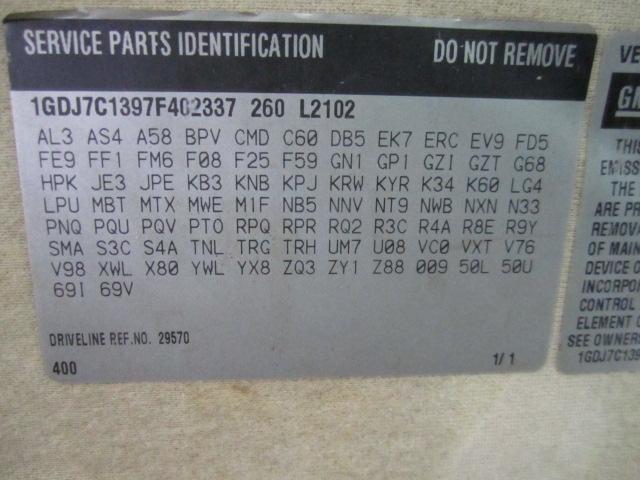 SERVICE PARTS IDENTIFICATION DO NOT REMOVE
1GDJ7C1397F402337 260 L2102
AL3 AS4 A58 BPV CMD C60 DB5 EK7 ERC EV9 FD5
FE9 FF1 FM6 F08 F25 F59 GN1 GP1 GZI GZT G68
HPK JE3 JPE KB3 KNB KPJ KRW KYR K34 K60 LG4
LPU MBT MTX MWE M1F NB5 NNV NT9 NWB NXN N33
PNQ PQU PQV PTO RPQ RPR RQ2 R3C R4A R8E R9Y
SMA S3C S4A TNL TRG TRH UM7 U08 VC0 VXT V76
V98 XWL X80 YWL YX8 ZQ3 ZY1 Z88 009 50L 50U
69I 69V
DRIVELINE REF.NO. 29570
400 1/1
VE
GM
THIS
EMISS
THE
ARE PR
REMOVA
OF MAIN
DEVICE O
INCORPO
CONTROL
ELEMENT
SEE OWNER
1GDJ7C139